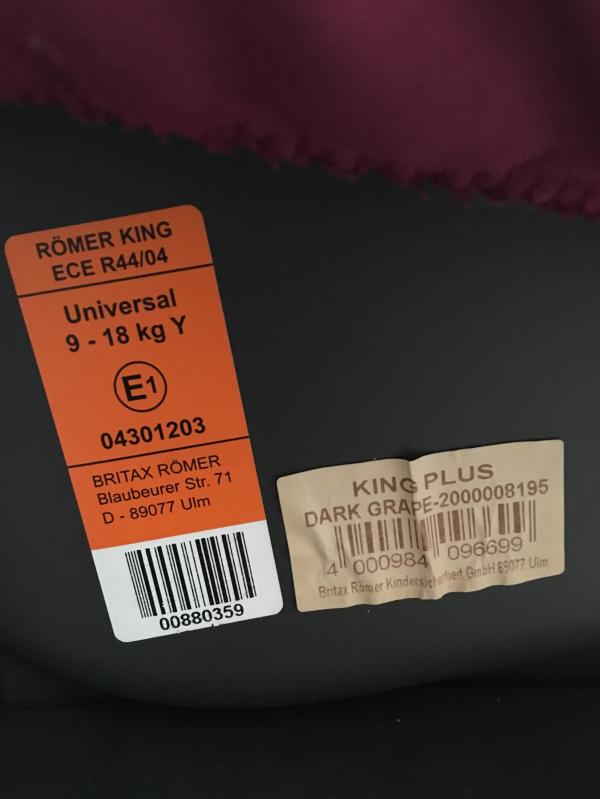 RÖMER KING
ECE R44/04
Universal
9 - 18 kg Y
E1
04301203
BRITAX RÖMER
Blaubeurer Str. 71
D - 89077 Ulm
00880359
KING PLUS
DARK GRAPE-2000008195
4 000984 096699
Britax Römer Kindersicherheit GmbH 89077 Ulm